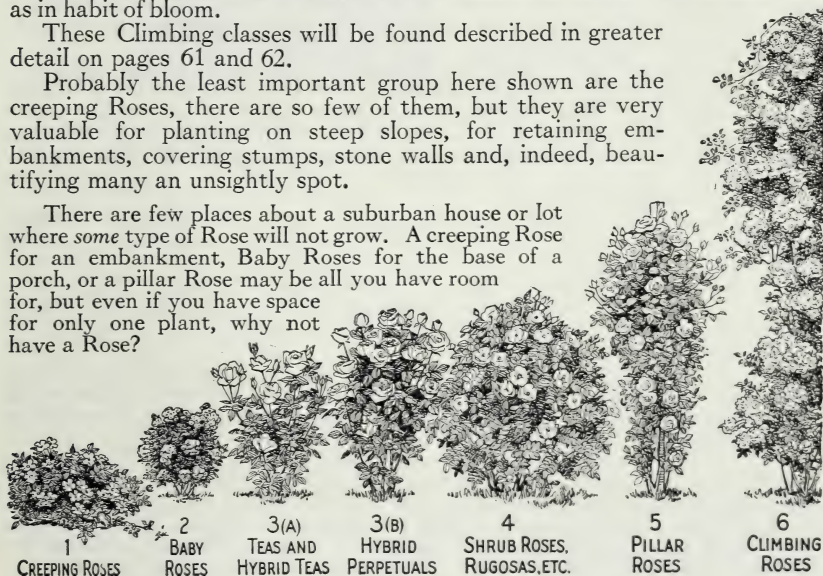 as in habit of bloom.
These Climbing classes will be found described in greater
detail on pages 61 and 62.
Probably the least important group here shown are the
creeping Roses, there are so few of them, but they are very
valuable for planting on steep slopes, for retaining em-
bankments, covering stumps, stone walls and, indeed, beau-
tifying many an unsightly spot.
There are few places about a suburban house or lot
where some type of Rose will not grow. A creeping Rose
for an embankment, Baby Roses for the base of a
porch, or a pillar Rose may be all you have room
for, but even if you have space
for only one plant, why not
have a Rose?
1
CREEPING ROSES
2
BABY
ROSES
3(A)
TEAS AND
HYBRID TEAS
3(B)
HYBRID
PERPETUALS
4
SHRUB ROSES,
RUGOSAS, ETC.
5
PILLAR
ROSES
6
CLIMBING
ROSES